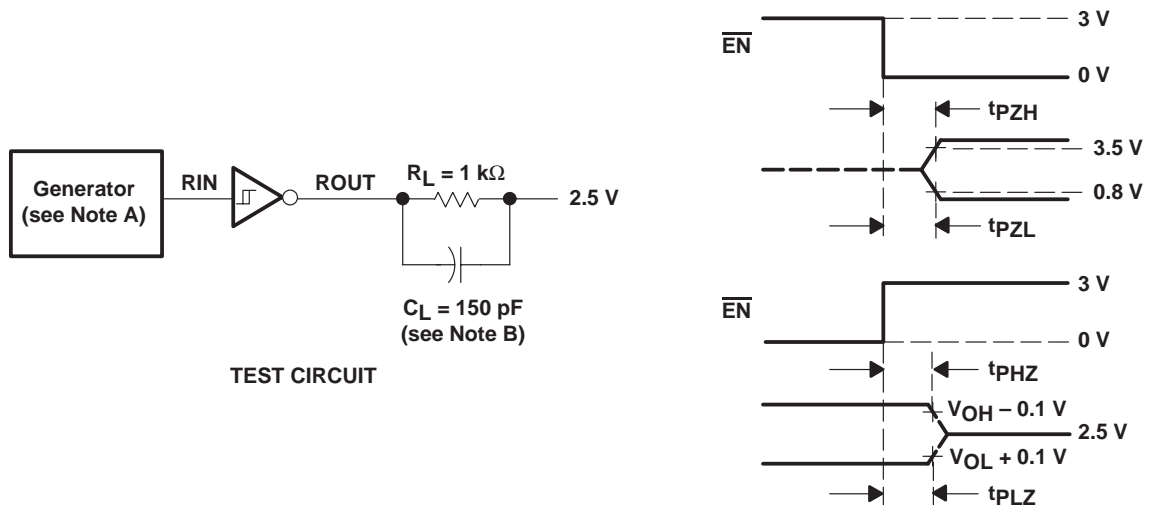 Generator
(see Note A)
RIN
ROUT
RL = 1 kΩ
2.5 V
CL = 150 pF
(see Note B)
TEST CIRCUIT
EN
3 V
0 V
tPZH
3.5 V
0.8 V
tPZL
EN
3 V
0 V
tPHZ
VOH – 0.1 V
2.5 V
VOL + 0.1 V
tPLZ